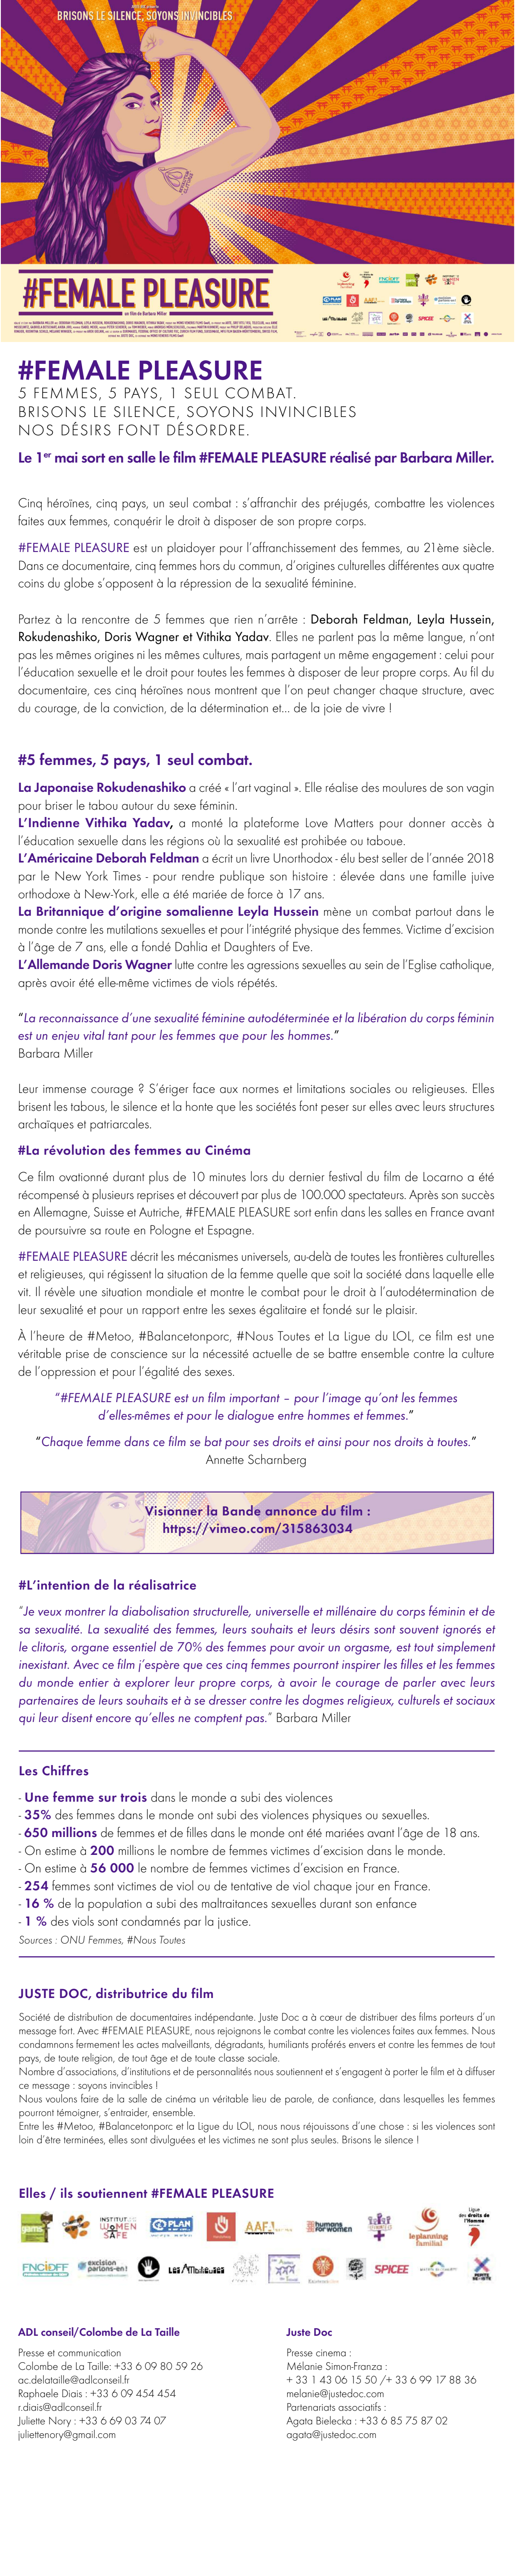 BRISONS LE SILENCE, SOYONS INVINCIBLES
#FEMALE PLEASURE
un film de Barbara Miller
#FEMALE PLEASURE
5 FEMMES, 5 PAYS, 1 SEUL COMBAT.
BRISONS LE SILENCE, SOYONS INVINCIBLES
NOS DÉSIRS FONT DÉSORDRE.
Le 1er mai sort en salle le film #FEMALE PLEASURE réalisé par Barbara Miller.
Cinq héroïnes, cinq pays, un seul combat : s’affranchir des préjugés, combattre les violences
faites aux femmes, conquérir le droit à disposer de son propre corps.
#FEMALE PLEASURE est un plaidoyer pour l’affranchissement des femmes, au 21ème siècle.
Dans ce documentaire, cinq femmes hors du commun, d’origines culturelles différentes aux quatre
coins du globe s’opposent à la répression de la sexualité féminine.
Partez à la rencontre de 5 femmes que rien n’arrête : Deborah Feldman, Leyla Hussein,
Rokudenashiko, Doris Wagner et Vithika Yadav. Elles ne parlent pas la même langue, n’ont
pas les mêmes origines ni les mêmes cultures, mais partagent un même engagement : celui pour
l’éducation sexuelle et le droit pour toutes les femmes à disposer de leur propre corps. Au fil du
documentaire, ces cinq héroïnes nous montrent que l’on peut changer chaque structure, avec
du courage, de la conviction, de la détermination et... de la joie de vivre !
#5 femmes, 5 pays, 1 seul combat.
La Japonaise Rokudenashiko a créé « l’art vaginal ». Elle réalise des moulures de son vagin
pour briser le tabou autour du sexe féminin.
L’Indienne Vithika Yadav, a monté la plateforme Love Matters pour donner accès à
l’éducation sexuelle dans les régions où la sexualité est prohibée ou taboue.
L’Américaine Deborah Feldman a écrit un livre Unorthodox - élu best seller de l’année 2018
par le New York Times - pour rendre publique son histoire : élevée dans une famille juive
orthodoxe à New-York, elle a été mariée de force à 17 ans.
La Britannique d’origine somalienne Leyla Hussein mène un combat partout dans le
monde contre les mutilations sexuelles et pour l’intégrité physique des femmes. Victime d’excision
à l’âge de 7 ans, elle a fondé Dahlia et Daughters of Eve.
L’Allemande Doris Wagner lutte contre les agressions sexuelles au sein de l’Eglise catholique,
après avoir été elle-même victimes de viols répétés.
“La reconnaissance d’une sexualité féminine autodéterminée et la libération du corps féminin
est un enjeu vital tant pour les femmes que pour les hommes.”
Barbara Miller
Leur immense courage ? S’ériger face aux normes et limitations sociales ou religieuses. Elles
brisent les tabous, le silence et la honte que les sociétés font peser sur elles avec leurs structures
archaïques et patriarcales.
#La révolution des femmes au Cinéma
Ce film ovationné durant plus de 10 minutes lors du dernier festival du film de Locarno a été
récompensé à plusieurs reprises et découvert par plus de 100.000 spectateurs. Après son succès
en Allemagne, Suisse et Autriche, #FEMALE PLEASURE sort enfin dans les salles en France avant
de poursuivre sa route en Pologne et Espagne.
#FEMALE PLEASURE décrit les mécanismes universels, au-delà de toutes les frontières culturelles
et religieuses, qui régissent la situation de la femme quelle que soit la société dans laquelle elle
vit. Il révèle une situation mondiale et montre le combat pour le droit à l’autodétermination de
leur sexualité et pour un rapport entre les sexes égalitaire et fondé sur le plaisir.
À l’heure de #Metoo, #Balancetonporc, #Nous Toutes et La Ligue du LOL, ce film est une
véritable prise de conscience sur la nécessité actuelle de se battre ensemble contre la culture
de l’oppression et pour l’égalité des sexes.
“#FEMALE PLEASURE est un film important – pour l’image qu’ont les femmes
d’elles-mêmes et pour le dialogue entre hommes et femmes.”
“Chaque femme dans ce film se bat pour ses droits et ainsi pour nos droits à toutes.”
Annette Scharnberg
Visionner la Bande annonce du film :
https://vimeo.com/315863034
#L’intention de la réalisatrice
“Je veux montrer la diabolisation structurelle, universelle et millénaire du corps féminin et de
sa sexualité. La sexualité des femmes, leurs souhaits et leurs désirs sont souvent ignorés et
le clitoris, organe essentiel de 70% des femmes pour avoir un orgasme, est tout simplement
inexistant. Avec ce film j’espère que ces cinq femmes pourront inspirer les filles et les femmes
du monde entier à explorer leur propre corps, à avoir le courage de parler avec leurs
partenaires de leurs souhaits et à se dresser contre les dogmes religieux, culturels et sociaux
qui leur disent encore qu’elles ne comptent pas.” Barbara Miller
Les Chiffres
- Une femme sur trois dans le monde a subi des violences
- 35% des femmes dans le monde ont subi des violences physiques ou sexuelles.
- 650 millions de femmes et de filles dans le monde ont été mariées avant l’âge de 18 ans.
- On estime à 200 millions le nombre de femmes victimes d’excision dans le monde.
- On estime à 56 000 le nombre de femmes victimes d’excision en France.
- 254 femmes sont victimes de viol ou de tentative de viol chaque jour en France.
- 16 % de la population a subi des maltraitances sexuelles durant son enfance
- 1 % des viols sont condamnés par la justice.
Sources : ONU Femmes, #Nous Toutes
JUSTE DOC, distributrice du film
Société de distribution de documentaires indépendante. Juste Doc a à cœur de distribuer des films porteurs d’un
message fort. Avec #FEMALE PLEASURE, nous rejoignons le combat contre les violences faites aux femmes. Nous
condamnons fermement les actes malveillants, dégradants, humiliants proférés envers et contre les femmes de tout
pays, de toute religion, de tout âge et de toute classe sociale.
Nombre d’associations, d’institutions et de personnalités nous soutiennent et s’engagent à porter le film et à diffuser
ce message : soyons invincibles !
Nous voulons faire de la salle de cinéma un véritable lieu de parole, de confiance, dans lesquelles les femmes
pourront témoigner, s’entraider, ensemble.
Entre les #Metoo, #Balancetonporc et la Ligue du LOL, nous nous réjouissons d’une chose : si les violences sont
loin d’être terminées, elles sont divulguées et les victimes ne sont plus seules. Brisons le silence !
Elles / ils soutiennent #FEMALE PLEASURE
gams
INSTITUT
WOMEN
SAFE
PLAN
humans
FOR WOMEN
le planning
familial
Ligue
des droits de
l’Homme
FNCIDFF
excision
parlons-en!
SPICEE
ADL conseil/Colombe de La Taille
Presse et communication
Colombe de La Taille: +33 6 09 80 59 26
ac.delataille@adlconseil.fr
Raphaele Diais : +33 6 09 454 454
r.diais@adlconseil.fr
Juliette Nory : +33 6 69 03 74 07
juliettenory@gmail.com
Juste Doc
Presse cinema :
Mélanie Simon-Franza :
+ 33 1 43 06 15 50 /+ 33 6 99 17 88 36
melanie@justedoc.com
Partenariats associatifs :
Agata Bielecka : +33 6 85 75 87 02
agata@justedoc.com